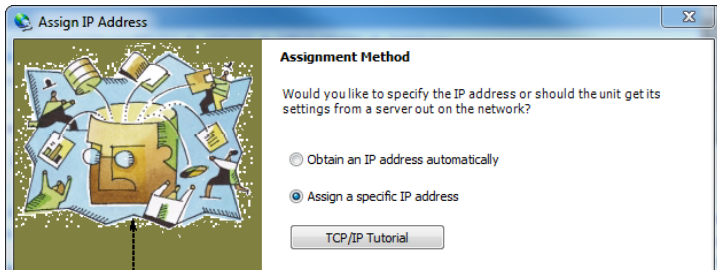 Assign IP Address
Assignment Method
Would you like to specify the IP address or should the unit get its
settings from a server out on the network?
Obtain an IP address automatically
Assign a specific IP address
TCP/IP Tutorial